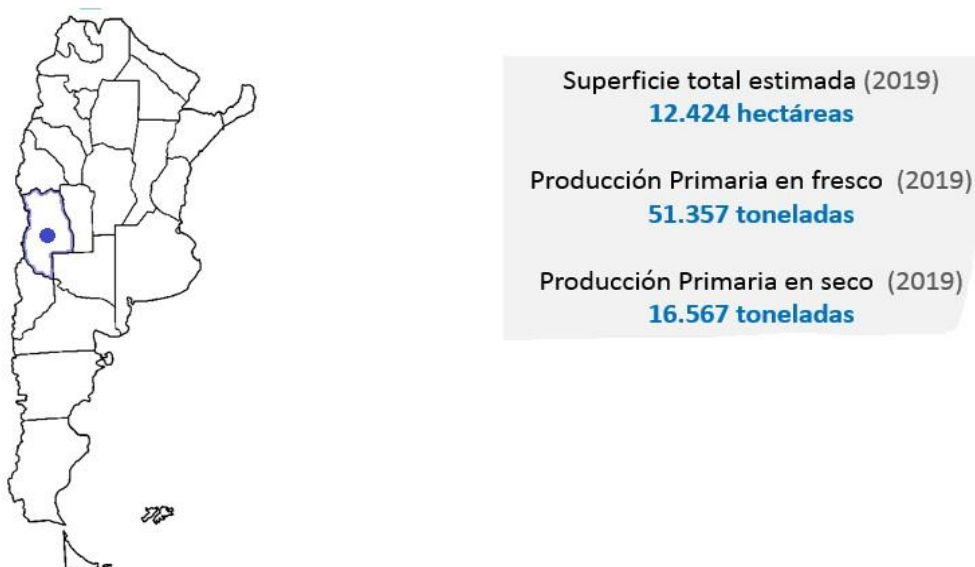 Superficie total estimada (2019)
12.424 hectáreas
Producción Primaria en fresco (2019)
51.357 toneladas
Producción Primaria en seco (2019)
16.567 toneladas